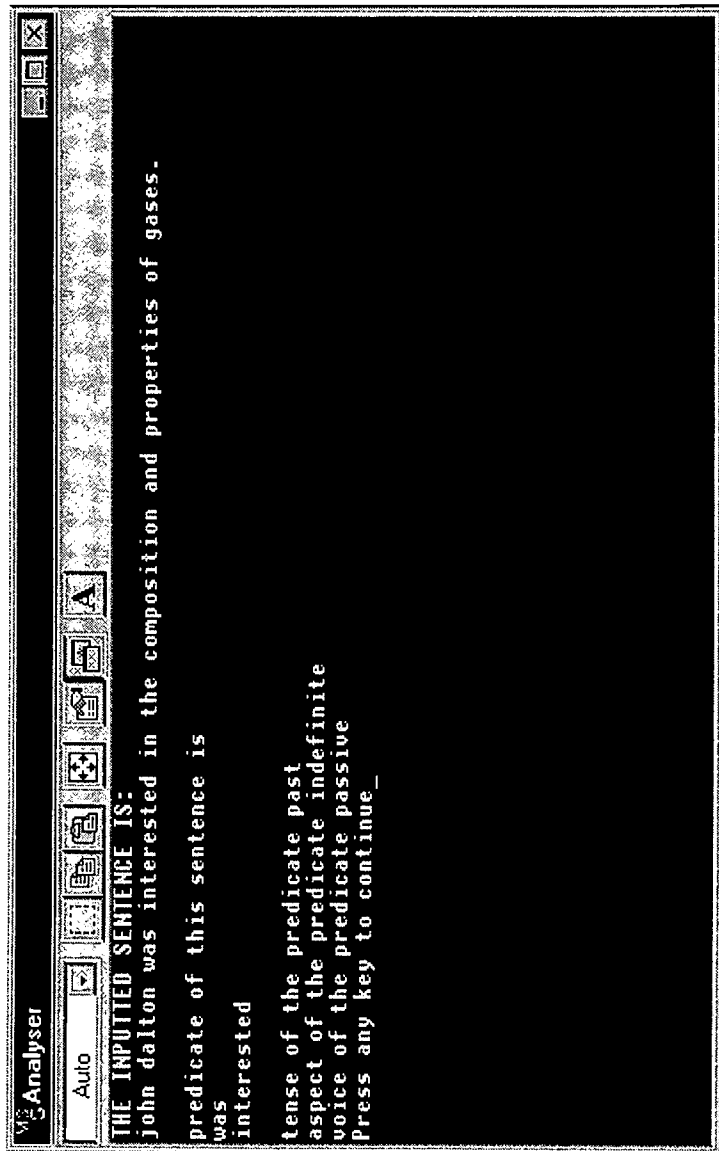 Analyser
Auto
A
THE INPUTTED SENTENCE IS:
john dalton was interested in the composition and properties of gases.
predicate of this sentence is
was
interested
tense of the predicate past
aspect of the predicate indefinite
voice of the predicate passive
Press any key to continue_